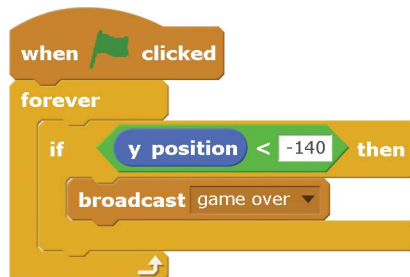 when clicked
forever
if y position < -140 then
broadcast game over